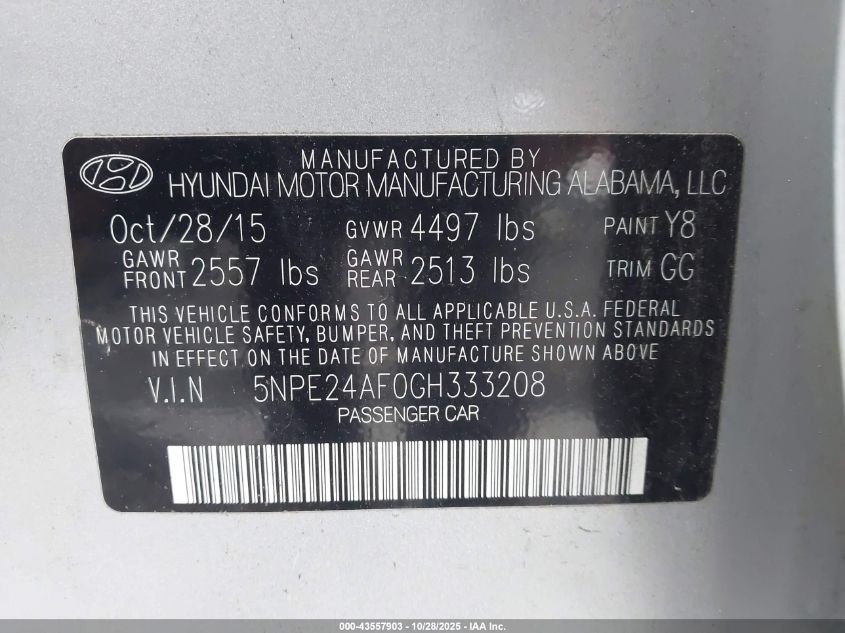 MANUFACTURED BY
HYUNDAI MOTOR MANUFACTURING ALABAMA, LLC
Oct/28/15 GVWR 4497 lbs PAINT Y8
GAWR FRONT 2557 lbs GAWR REAR 2513 lbs TRIM GG
THIS VEHICLE CONFORMS TO ALL APPLICABLE U.S.A. FEDERAL
MOTOR VEHICLE SAFETY, BUMPER, AND THEFT PREVENTION STANDARDS
IN EFFECT ON THE DATE OF MANUFACTURE SHOWN ABOVE
V.I.N 5NPE24AF0GH333208
PASSENGER CAR
000-43557903 - 10/28/2025 - IAA Inc.